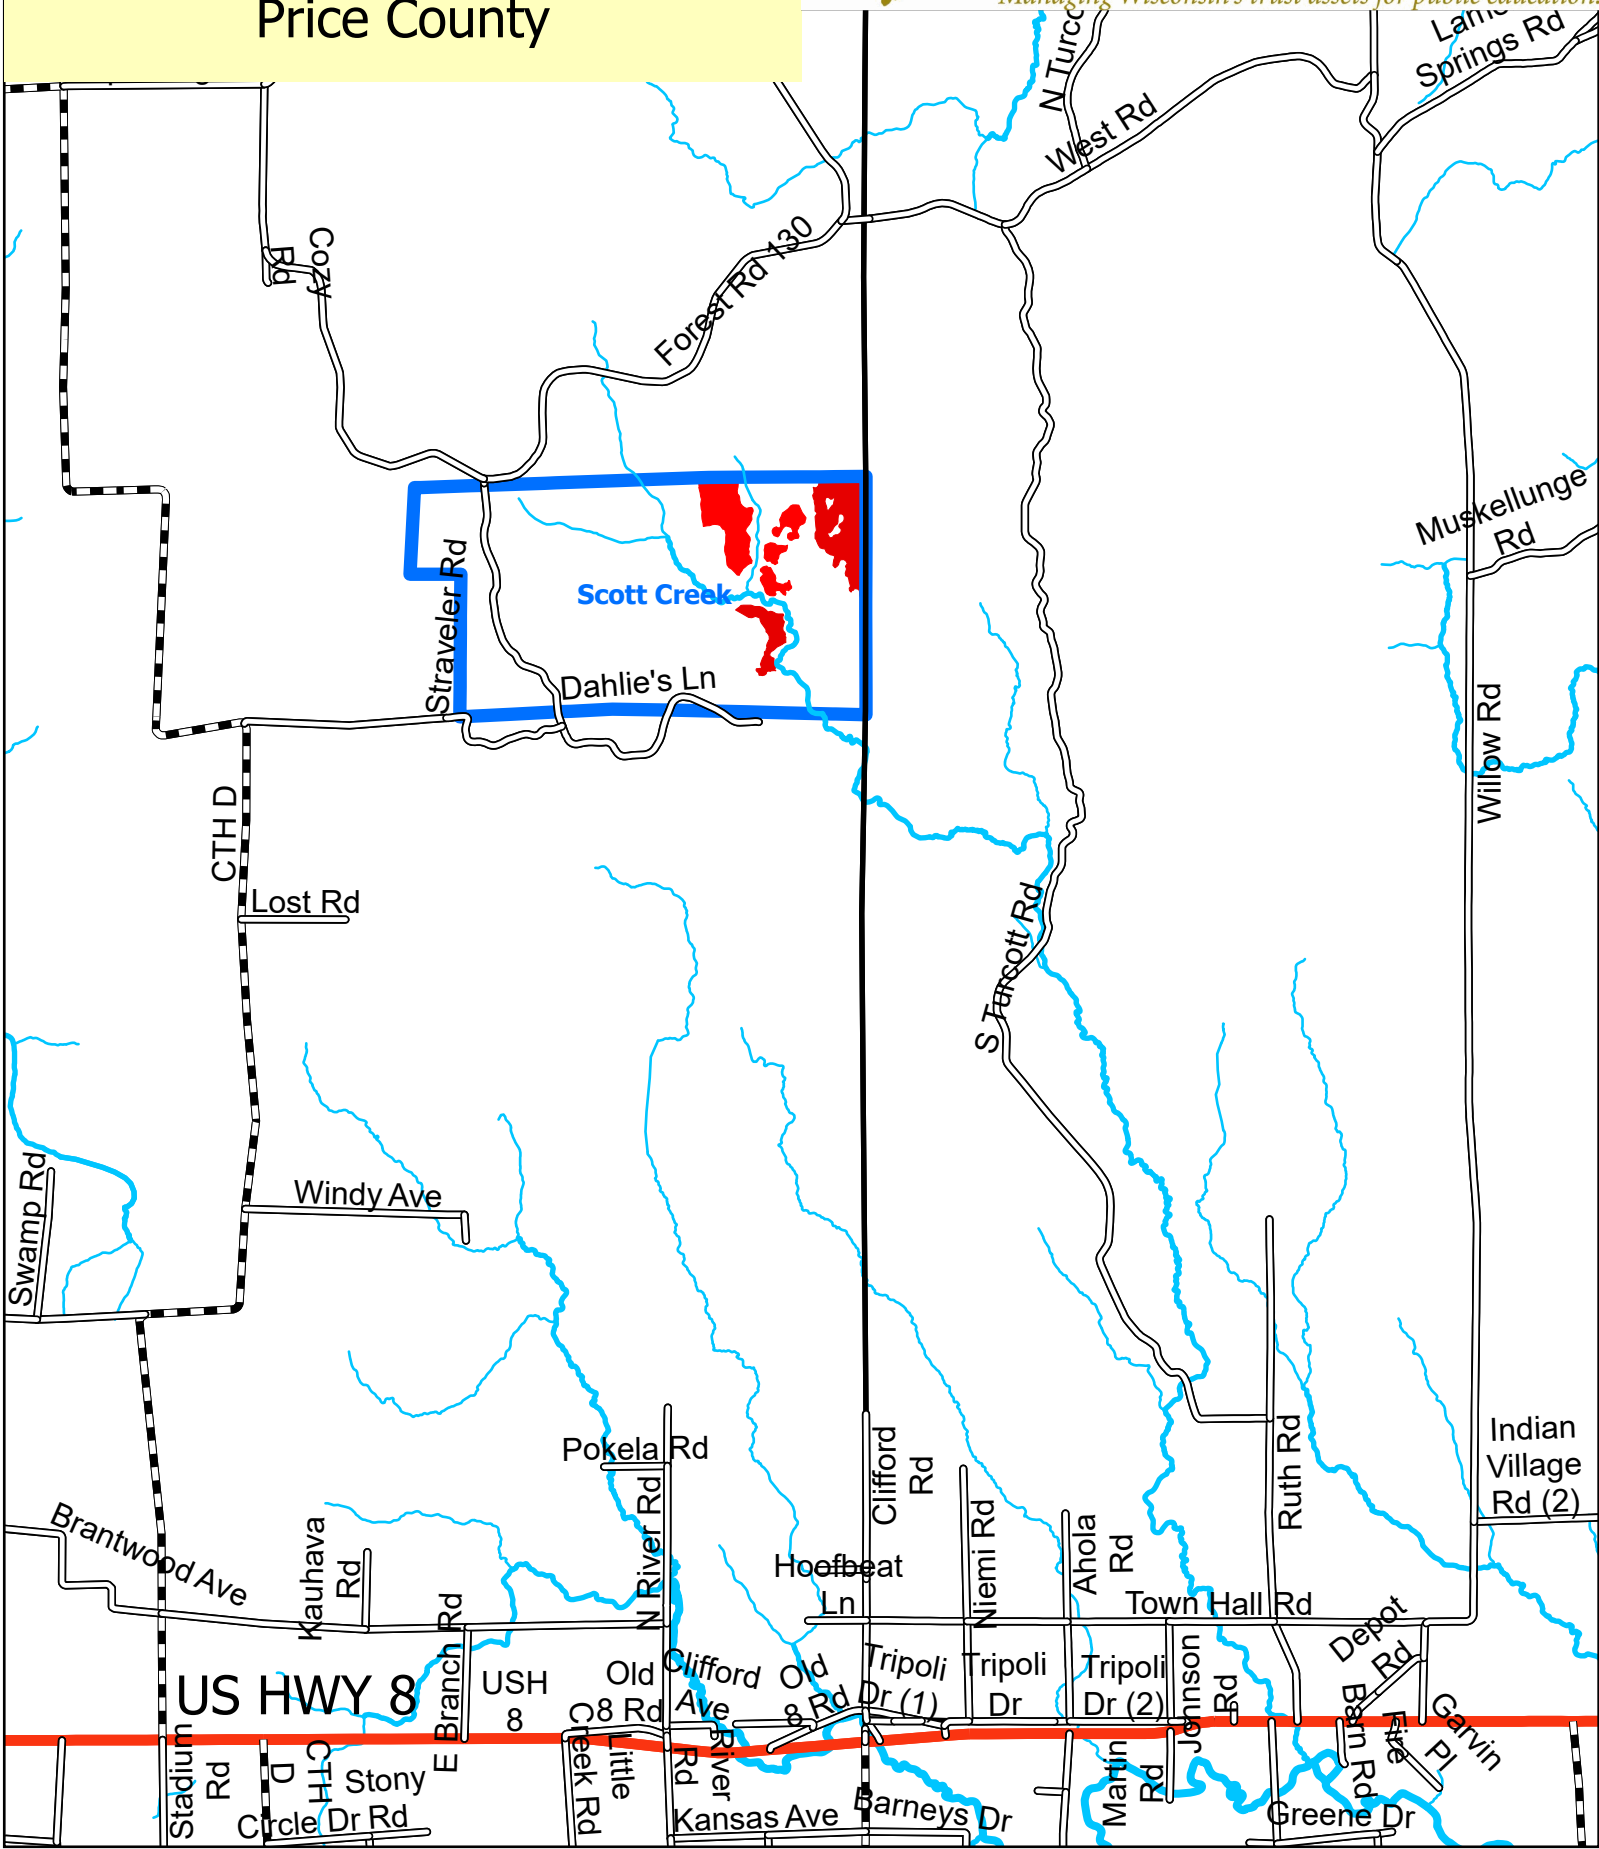 Price County
Managing Wisconsin's trust assets for public education.
N Turco
Springs Rd
West Rd
Cozy
Rd
Forest Rd 130
Muskellunge
Rd
Straveler Rd
Scott Creek
Dahlie's Ln
Willow Rd
CTH D
Lost Rd
S Turcott Rd
Swamp Rd
Windy Ave
Pokela Rd
Clifford
Rd
Ruth Rd
Indian
Village
Rd (2)
Brantwood Ave
Kauhava
Rd
N River Rd
Hoofbeat
Ln
Niemi Rd
Ahola
Rd
Town Hall Rd
Depot
Rd
US HWY 8
E Branch Rd
USH
8
Old
8 Rd
Clifford
Ave
Old
8 Rd
Tripoli
Dr (1)
Tripoli
Dr
Tripoli
Dr (2)
Johnson
Rd
Barn Rd
Fire
Garvin
Pl
Stadium
Rd
D
CTH
Stony
Circle Dr Rd
Creek Rd
Little
Rd
River
Kansas Ave
Barneys Dr
Martin
Rd
Greene Dr